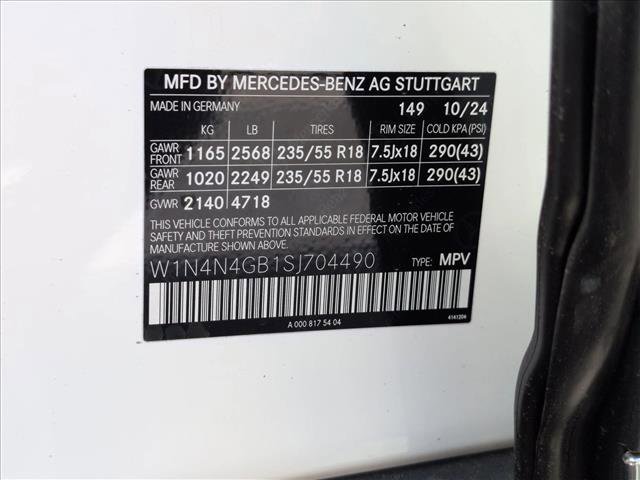 MFD BY MERCEDES-BENZ AG STUTTGART
MADE IN GERMANY 149 10/24
KG LB TIRES RIM SIZE COLD KPA (PSI)
GAWR FRONT 1165 2568 235/55 R18 7.5Jx18 290(43)
GAWR REAR 1020 2249 235/55 R18 7.5Jx18 290(43)
GVWR 2140 4718
THIS VEHICLE CONFORMS TO ALL APPLICABLE FEDERAL MOTOR VEHICLE
SAFETY AND THEFT PREVENTION STANDARDS IN EFFECT ON THE DATE OF
MANUFACTURE SHOWN ABOVE.
W1N4N4GB1SJ704490 TYPE: MPV
A 000 817 54 04 4141206